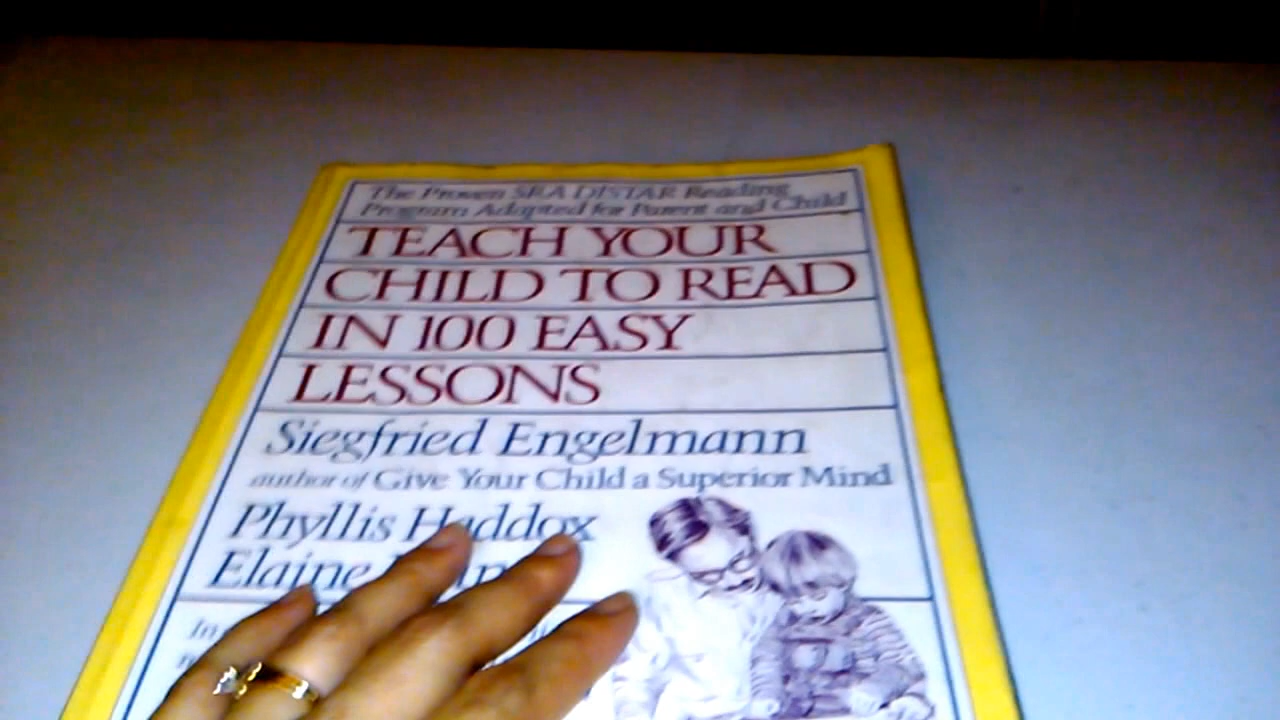 The Proven SRA DISTAR Reading
Program Adapted for Parent and Child
TEACH YOUR
CHILD TO READ
IN 100 EASY
LESSONS
Siegfried Engelmann
author of Give Your Child a Superior Mind
Phyllis Haddox
Elaine